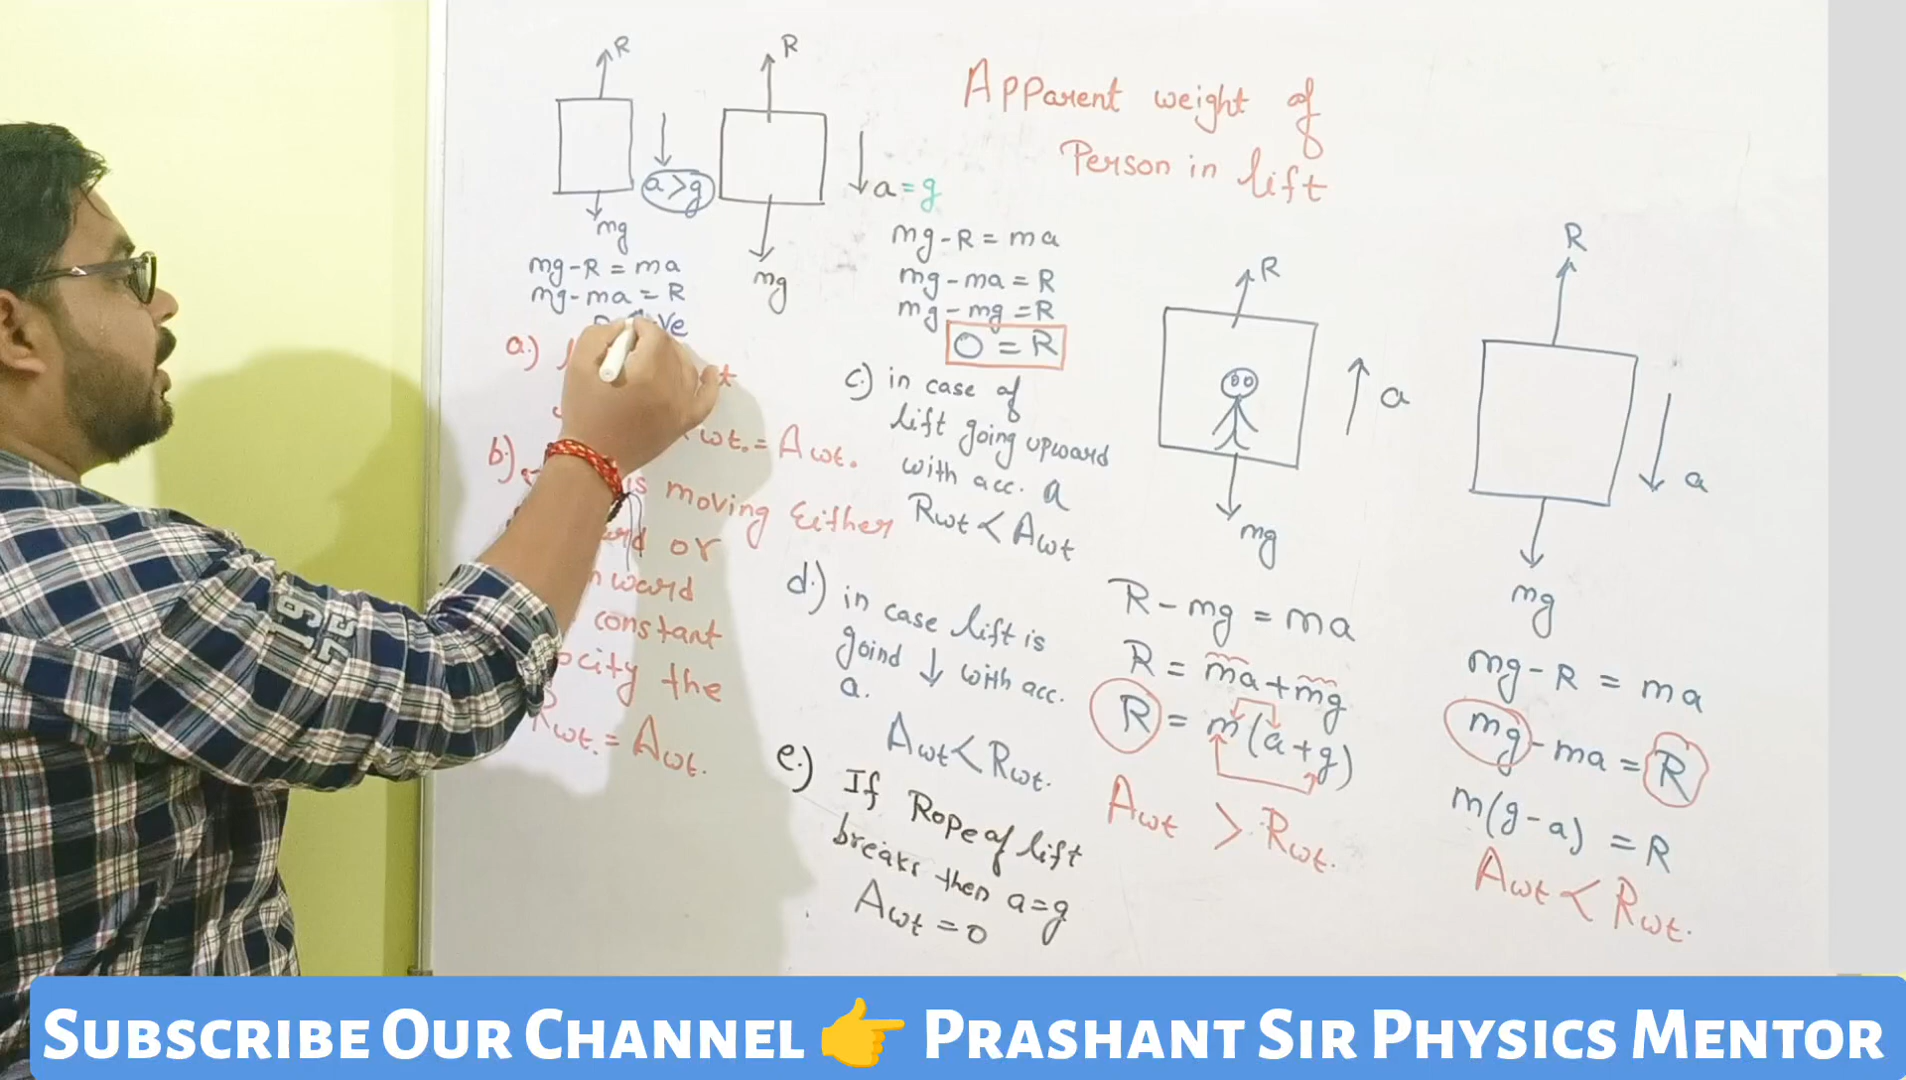 Apparent weight of
Person in lift
R
a>g
mg
mg-R = ma
mg-ma = R
ve
R
a=g
mg
mg-R = ma
mg-ma = R
mg-mg = R
0 = R
a.)
Rwt. = Awt.
b.)
is moving Either
or
constant
the
Rwt. = Awt.
c.) in case of
lift going upward
with acc. a
Rwt < Awt
d.) in case lift is
goind ↓ with acc.
a.
Awt < Rwt.
e.) If Rope of lift
breaks then a=g
Awt = 0
R
a
mg
R - mg = ma
R = ma+mg
R = m(a+g)
Awt > Rwt.
R
a
mg
mg-R = ma
mg-ma = R
m(g-a) = R
Awt < Rwt.
1975
Subscribe Our Channel 👉 Prashant Sir Physics Mentor